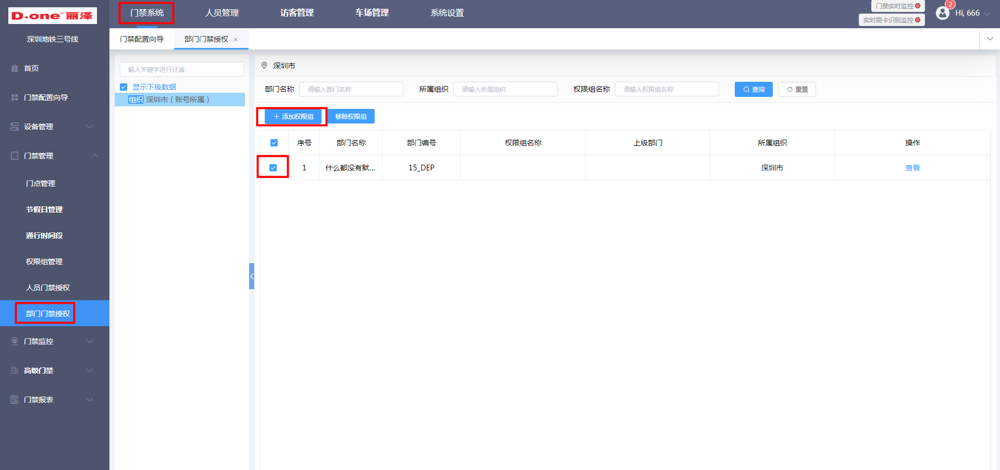 D.one® 丽泽
门禁系统
人员管理
访客管理
车场管理
系统设置
门禁实时监控
实时刷卡识别监控
2
Hi, 666
深圳地铁三号线
首页
门禁配置向导
设备管理
门禁管理
门点管理
节假日管理
通行时间段
权限组管理
人员门禁授权
部门门禁授权
门禁监控
高级门禁
门禁报表
门禁配置向导
部门门禁授权 ×
输入关键字进行过滤
显示下级数据
组织 深圳市（账号所属）
深圳市
部门名称 请输入部门名称
所属组织 请输入所属组织
权限组名称 请输入权限组名称
查询
重置
+ 添加权限组
移除权限组
序号 部门名称 部门编号 权限组名称 上级部门 所属组织 操作
1 什么都没有默... 15_DEP 深圳市 查看